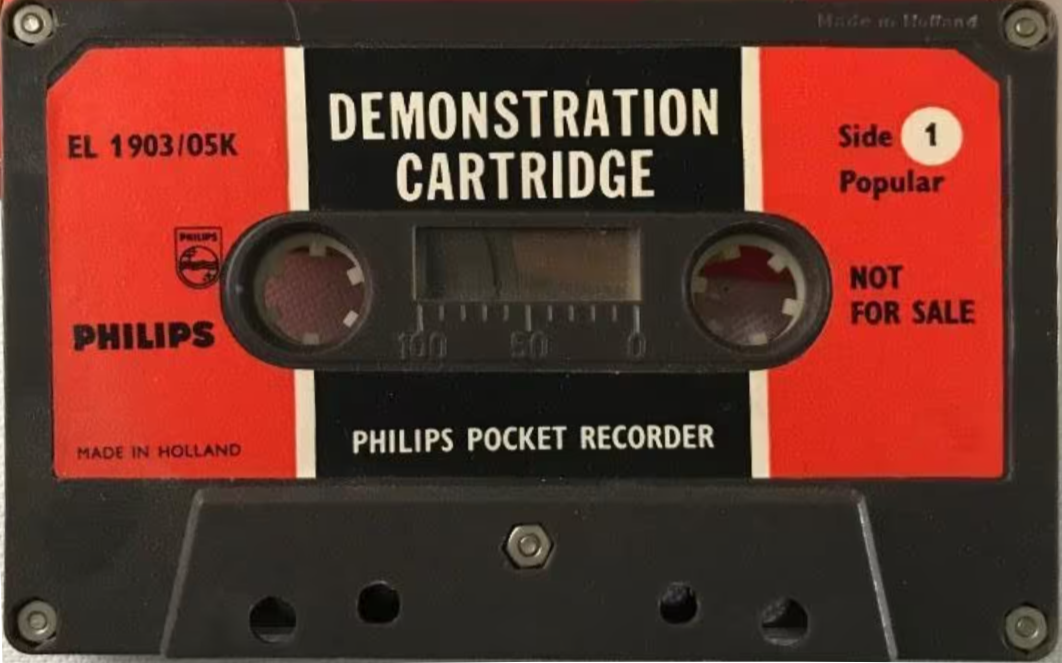 Made in Holland
DEMONSTRATION
CARTRIDGE
EL 1903/05K
Side 1
Popular
PHILIPS
NOT
FOR SALE
PHILIPS
100 50 0
PHILIPS POCKET RECORDER
MADE IN HOLLAND